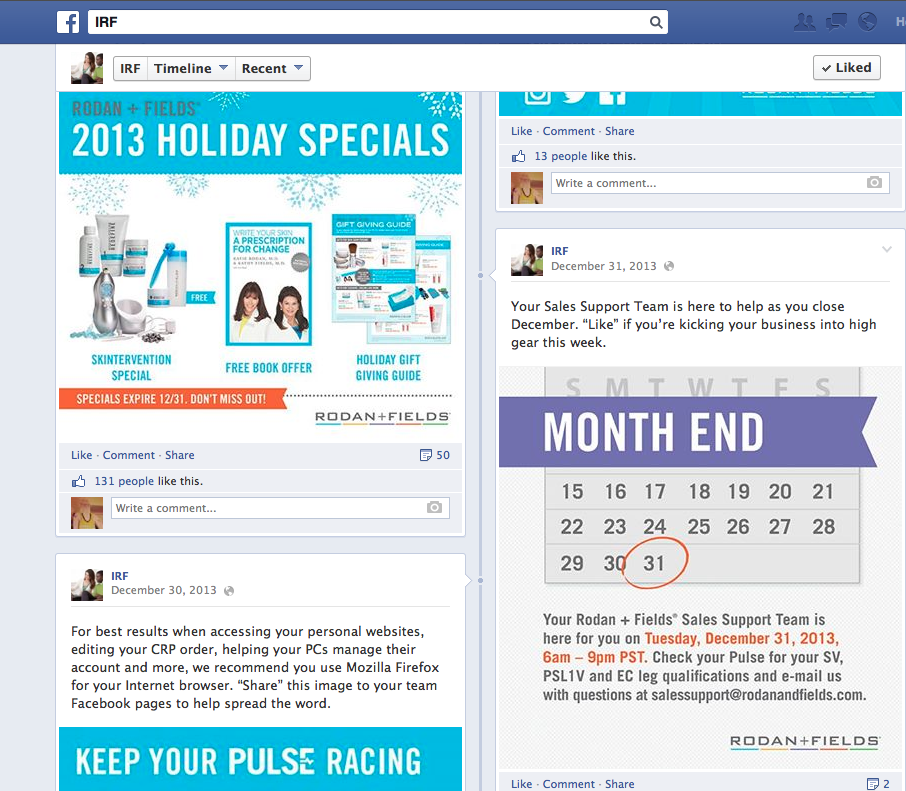 IRF
IRF
Timeline
Recent
✓ Liked
RODAN + FIELDS®
2013 HOLIDAY SPECIALS
REDEFINE
FREE
SKINTERVENTION
SPECIAL
WRITE YOUR SKIN
A PRESCRIPTION
FOR CHANGE
KATIE RODAN, M.D.
& KATHY FIELDS, M.D.
FREE BOOK OFFER
GIFT GIVING GUIDE
HOLIDAY GIFT
GIVING GUIDE
SPECIALS EXPIRE 12/31. DON'T MISS OUT!
RODAN+FIELDS®
Like · Comment · Share
50
131 people like this.
Write a comment...
IRF
December 30, 2013
For best results when accessing your personal websites,
editing your CRP order, helping your PCs manage their
account and more, we recommend you use Mozilla Firefox
for your Internet browser. “Share” this image to your team
Facebook pages to help spread the word.
KEEP YOUR PULSE RACING
RODAN+FIELDS
Like · Comment · Share
13 people like this.
Write a comment...
IRF
December 31, 2013
Your Sales Support Team is here to help as you close
December. “Like” if you’re kicking your business into high
gear this week.
S M T W T F S
MONTH END
15 16 17 18 19 20 21
22 23 24 25 26 27 28
29 30 31
Your Rodan + Fields® Sales Support Team is
here for you on Tuesday, December 31, 2013,
6am – 9pm PST. Check your Pulse for your SV,
PSL1V and EC leg qualifications and e-mail us
with questions at salessupport@rodanandfields.com.
RODAN+FIELDS®
Like · Comment · Share
2